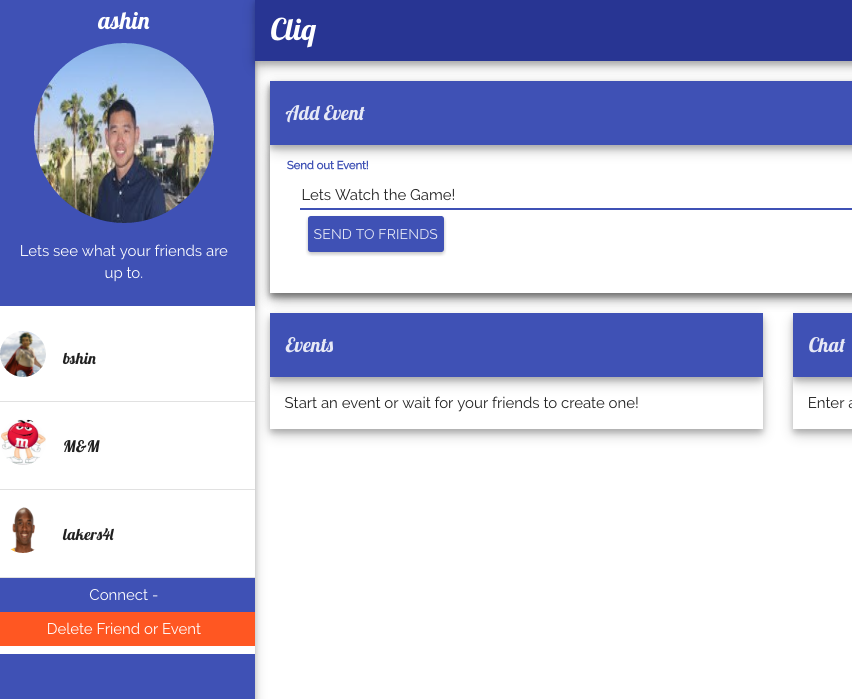 ashin
Lets see what your friends are
up to.
bshin
M&M
lakers4l
Connect -
Delete Friend or Event
Cliq
Add Event
Send out Event!
Lets Watch the Game!
SEND TO FRIENDS
Events
Start an event or wait for your friends to create one!
Chat
Enter a